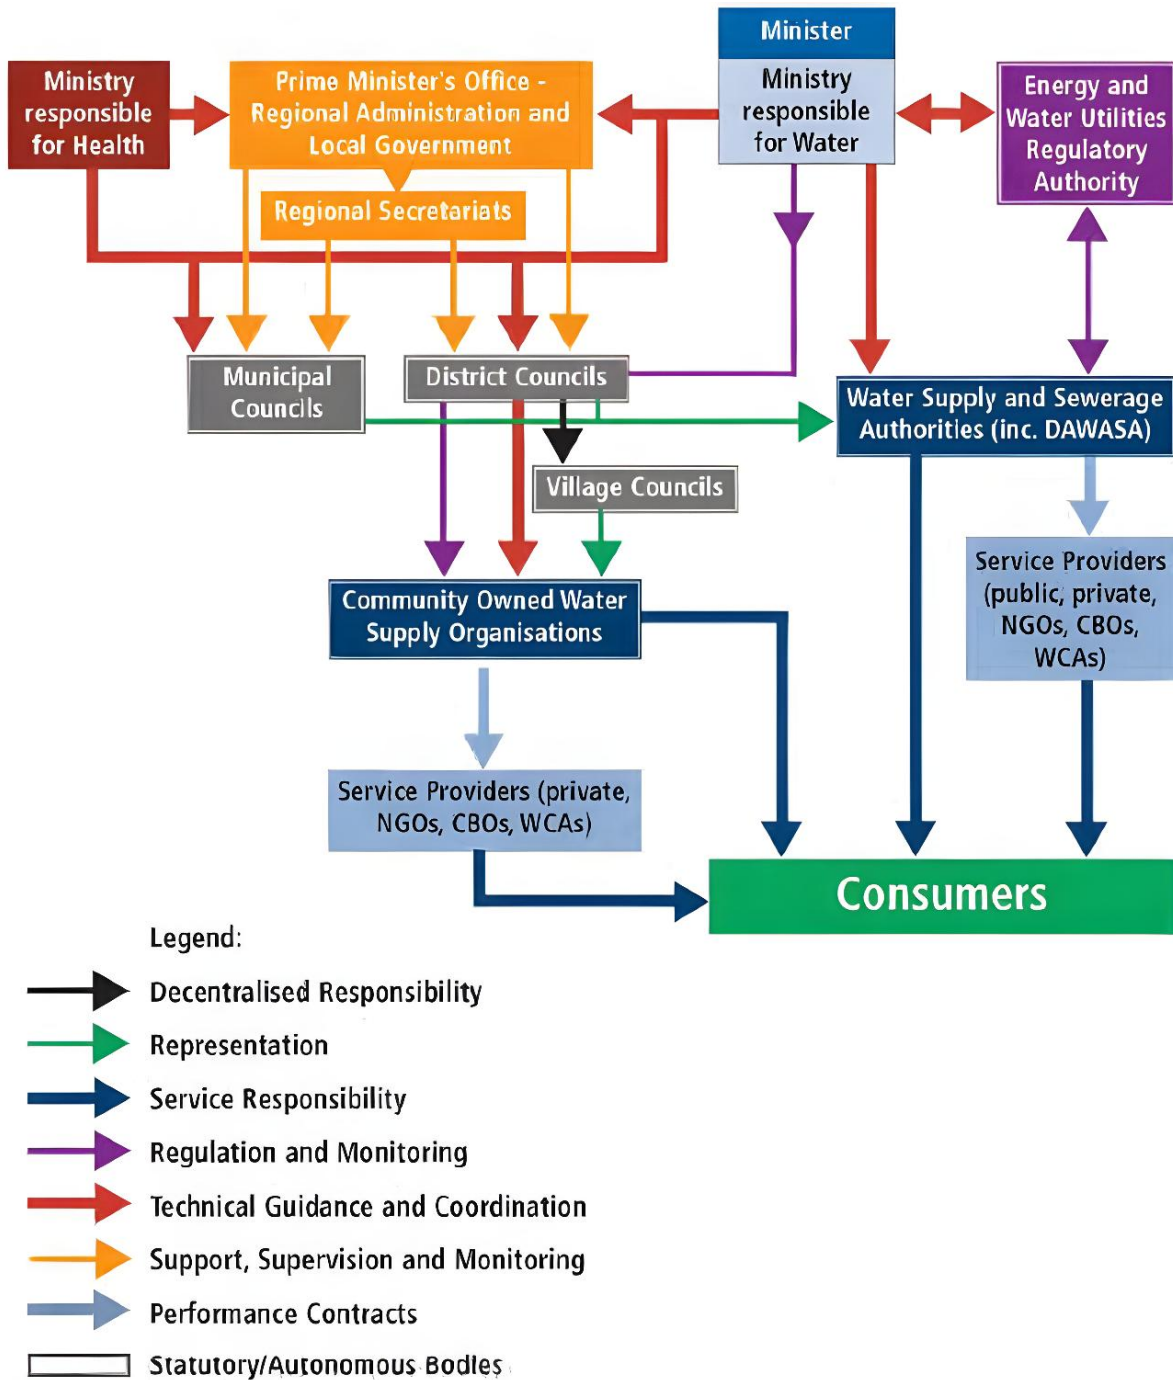 Minister
Ministry
responsible
for Water
Ministry
responsible
for Health
Prime Minister's Office -
Regional Administration and
Local Government
Regional Secretariats
Energy and
Water Utilities
Regulatory
Authority
Municipal
Councils
District Councils
Water Supply and Sewerage
Authorities (inc. DAWASA)
Village Councils
Community Owned Water
Supply Organisations
Service Providers
(public, private,
NGOs, CBOs,
WCAs)
Service Providers (private,
NGOs, CBOs, WCAs)
Consumers
Legend:
Decentralised Responsibility
Representation
Service Responsibility
Regulation and Monitoring
Technical Guidance and Coordination
Support, Supervision and Monitoring
Performance Contracts
Statutory/Autonomous Bodies